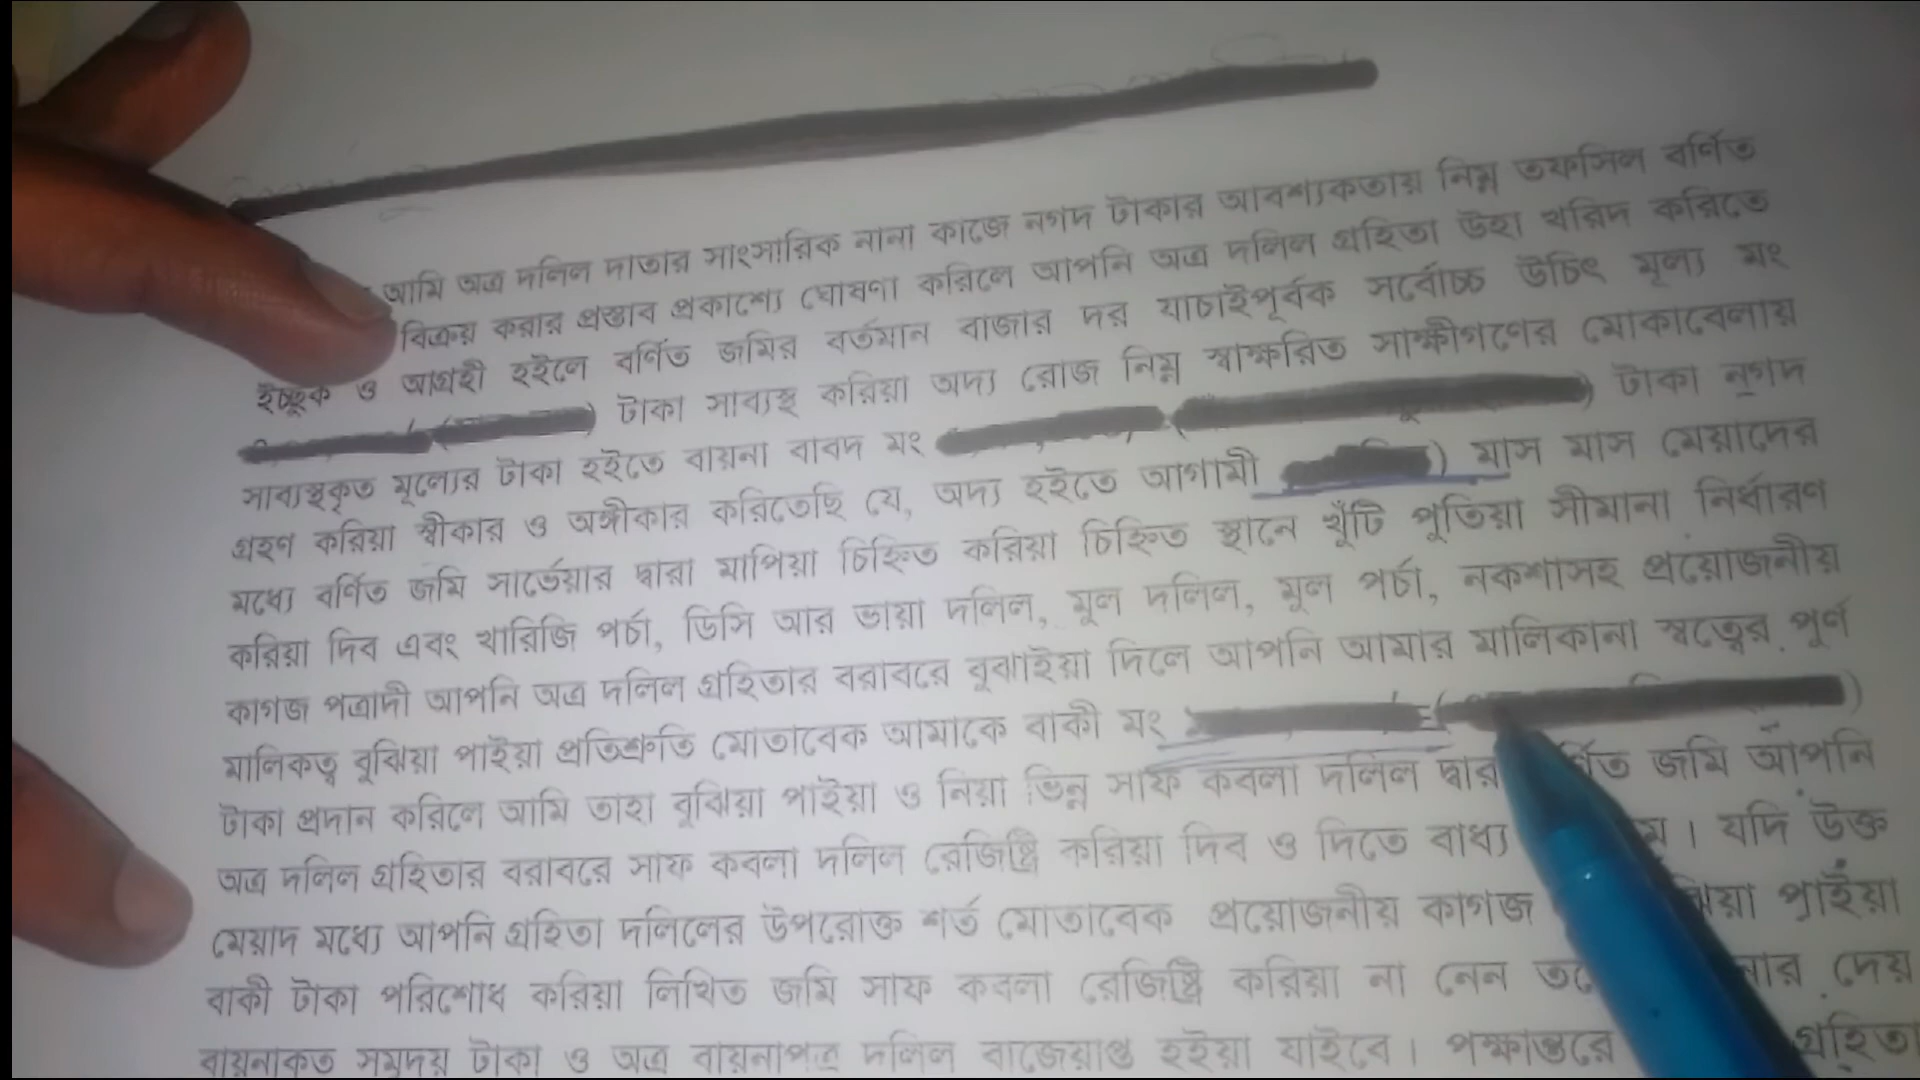 আমি অত্র দলিল দাতার সাংসারিক নানা কাজে নগদ টাকার আবশ্যকতায় নিম্ন তফসিল বর্ণিত
বিক্রয় করার প্রস্তাব প্রকাশ্যে ঘোষণা করিলে আপনি অত্র দলিল গ্রহিতা উহা খরিদ করিতে
ইচ্ছুক ও আগ্রহী হইলে বর্ণিত জমির বর্তমান বাজার দর যাচাইপূর্বক সর্বোচ্চ উচিৎ মূল্য মং
টাকা সাব্যস্থ করিয়া অদ্য রোজ নিম্ন স্বাক্ষরিত সাক্ষীগণের মোকাবেলায়
সাব্যস্থকৃত মূল্যের টাকা হইতে বায়না বাবদ মং ) টাকা নগদ
গ্রহণ করিয়া স্বীকার ও অঙ্গীকার করিতেছি যে, অদ্য হইতে আগামী ) মাস মাস মেয়াদের
মধ্যে বর্ণিত জমি সার্ভেয়ার দ্বারা মাপিয়া চিহ্নিত করিয়া চিহ্নিত স্থানে খুঁটি পুতিয়া সীমানা নির্ধারণ
করিয়া দিব এবং খারিজি পর্চা, ডিসি আর ভায়া দলিল, মূল দলিল, মূল পর্চা, নকশাসহ প্রয়োজনীয়
কাগজ পত্রাদী আপনি অত্র দলিল গ্রহিতার বরাবরে বুঝাইয়া দিলে আপনি আমার মালিকানা স্বত্বের পূর্ণ
মালিকত্ব বুঝিয়া পাইয়া প্রতিশ্রুতি মোতাবেক আমাকে বাকী মং )
টাকা প্রদান করিলে আমি তাহা বুঝিয়া পাইয়া ও নিয়া ভিন্ন সাফ কবলা দলিল জমি আপনি
অত্র দলিল গ্রহিতার বরাবরে সাফ কবলা দলিল রেজিষ্ট্রি করিয়া দিব ও দিতে বাধ্য । যদি উক্ত
মেয়াদ মধ্যে আপনি গ্রহিতা দলিলের উপরোক্ত শর্ত মোতাবেক প্রয়োজনীয় কাগজ পাইয়া
বাকী টাকা পরিশোধ করিয়া লিখিত জমি সাফ কবলা রেজিষ্ট্রি করিয়া না নেন দেয়
বায়নাকৃত সমুদয় টাকা ও অত্র বায়নাপত্র দলিল বাজেয়াপ্ত হইয়া যাইবে। পক্ষান্তরে গ্রহিতা